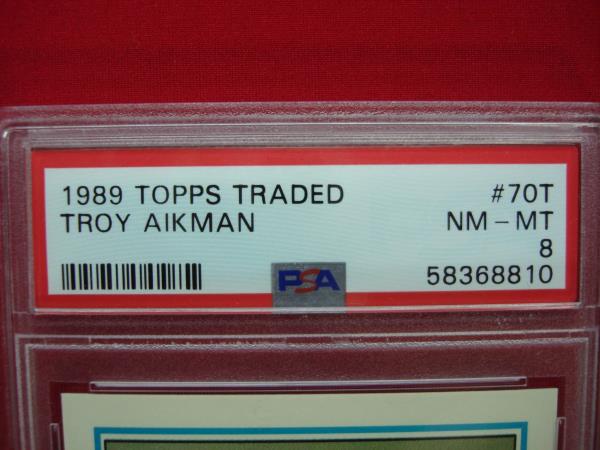 1989 TOPPS TRADED #70T
TROY AIKMAN NM - MT
8
PSA 58368810